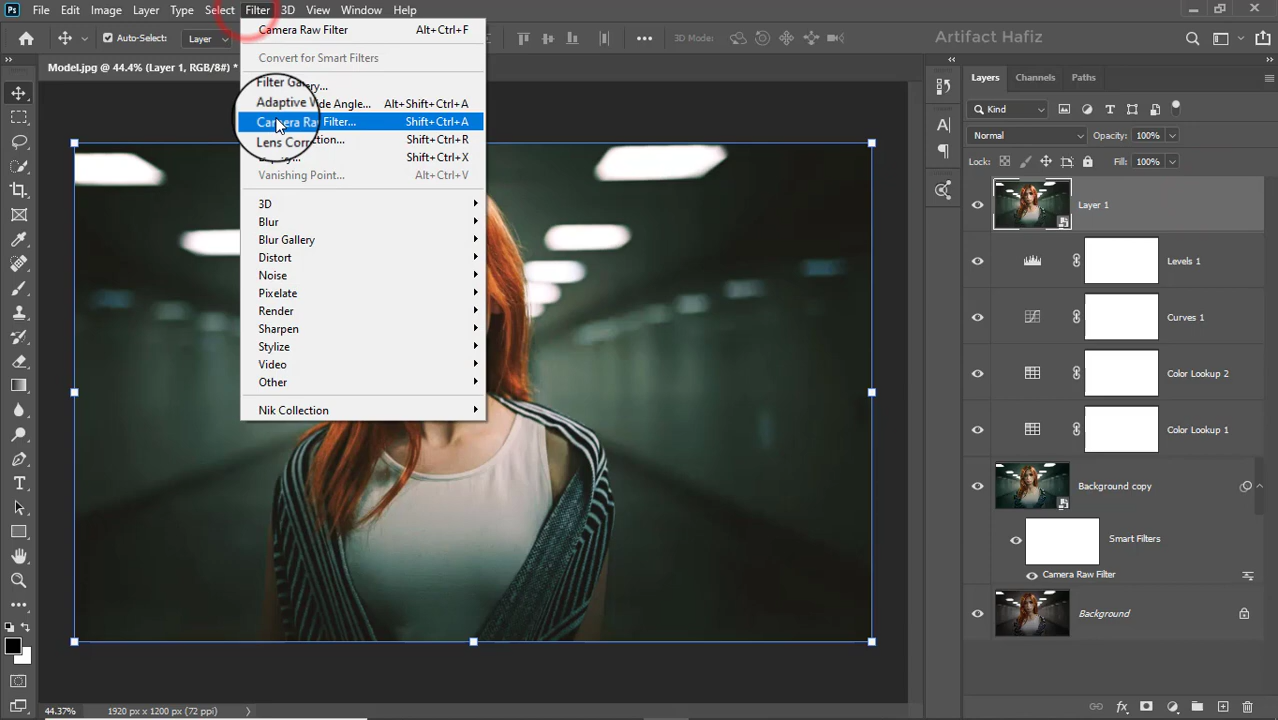 Ps File Edit Image Layer Type Select Filter 3D View Window Help
Auto-Select: Layer 3D Mode: Artifact Hafiz
Model.jpg @ 44.4% (Layer 1, RGB/8#) *
Camera Raw Filter Alt+Ctrl+F
Convert for Smart Filters
Filter Gallery...
Adaptive Wide Angle... Alt+Shift+Ctrl+A
Camera Raw Filter... Shift+Ctrl+A
Lens Correction... Shift+Ctrl+R
Shift+Ctrl+X
Vanishing Point... Alt+Ctrl+V
3D
Blur
Blur Gallery
Distort
Noise
Pixelate
Render
Sharpen
Stylize
Video
Other
Nik Collection
Layers Channels Paths
Kind
Normal Opacity: 100%
Lock: Fill: 100%
Layer 1
Levels 1
Curves 1
Color Lookup 2
Color Lookup 1
Background copy
Smart Filters
Camera Raw Filter
Background
44.37% 1920 px x 1200 px (72 ppi)